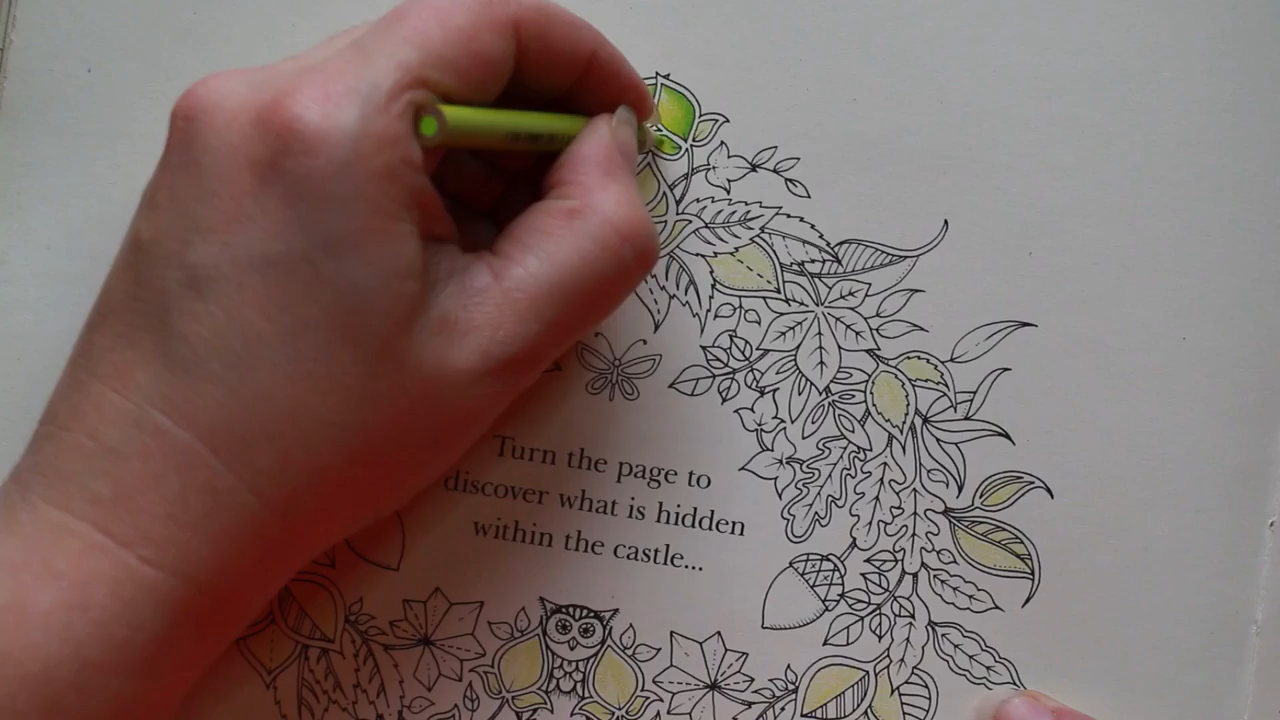 Turn the page to
discover what is hidden
within the castle...